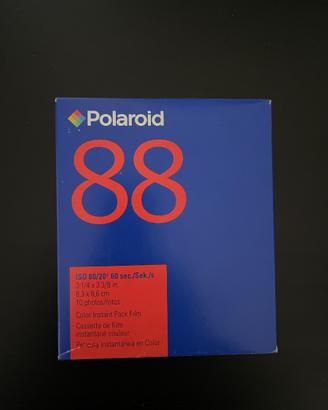 Polaroid
88
ISO 80/20° 60 sec./Sek./s
3 1/4 x 3 3/8 in.
8,3 x 8,6 cm
10 photos/fotos
Color Instant Pack Film
Cassette de film
instantané couleur
Película Instantánea en Color